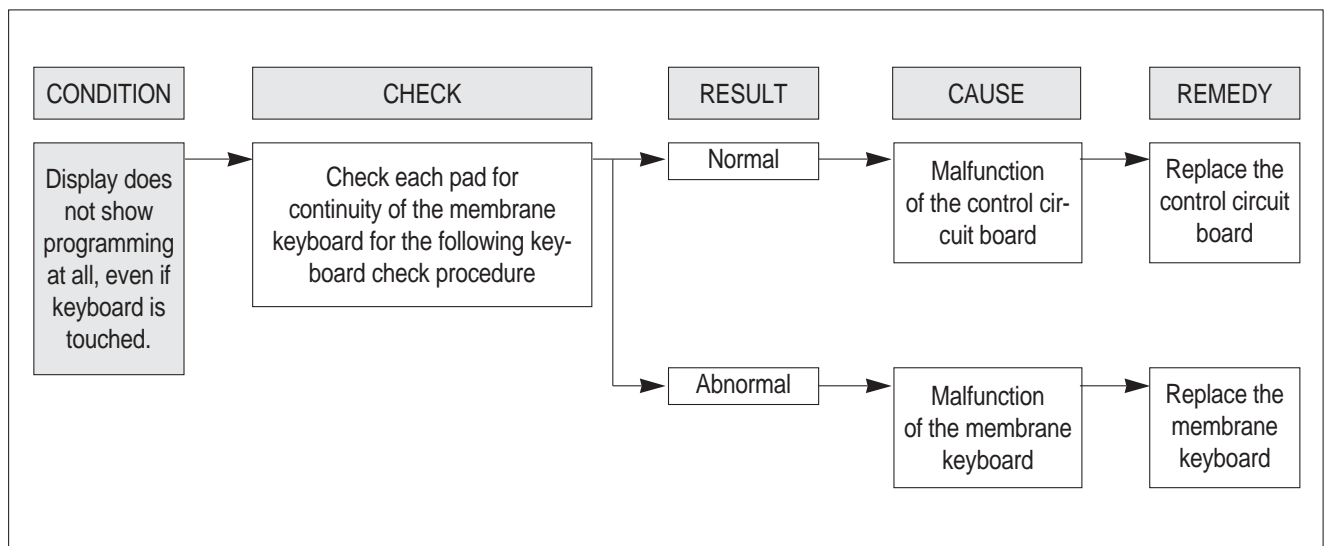 CONDITION
CHECK
RESULT
CAUSE
REMEDY
Display does
not show
programming
at all, even if
keyboard is
touched.
Check each pad for
continuity of the membrane
keyboard for the following key-
board check procedure
Normal
Malfunction
of the control cir-
cuit board
Replace the
control circuit
board
Abnormal
Malfunction
of the membrane
keyboard
Replace the
membrane
keyboard